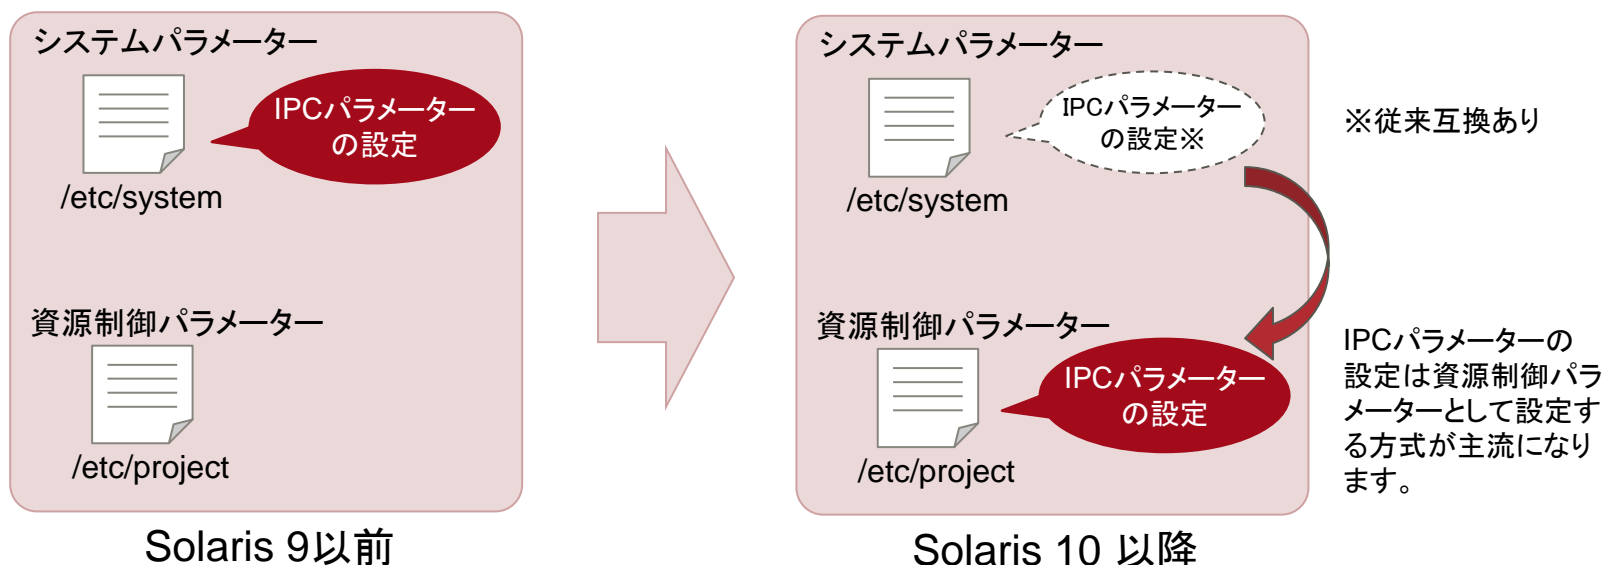 システムパラメーター
IPCパラメーター
の設定
/etc/system
資源制御パラメーター
/etc/project
Solaris 9以前
システムパラメーター
IPCパラメーター
の設定※
/etc/system
※従来互換あり
資源制御パラメーター
IPCパラメーター
の設定
/etc/project
IPCパラメーターの
設定は資源制御パラ
メーターとして設定す
る方式が主流になり
ます。
Solaris 10 以降